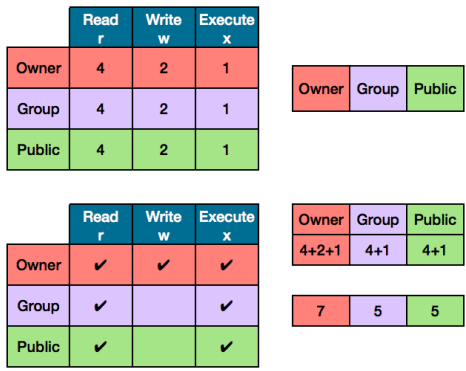 Read Write Execute
r w x
Owner 4 2 1
Group 4 2 1
Public 4 2 1
Owner Group Public
Read Write Execute
r w x
Owner ✔ ✔ ✔
Group ✔ ✔
Public ✔ ✔
Owner Group Public
4+2+1 4+1 4+1
7 5 5